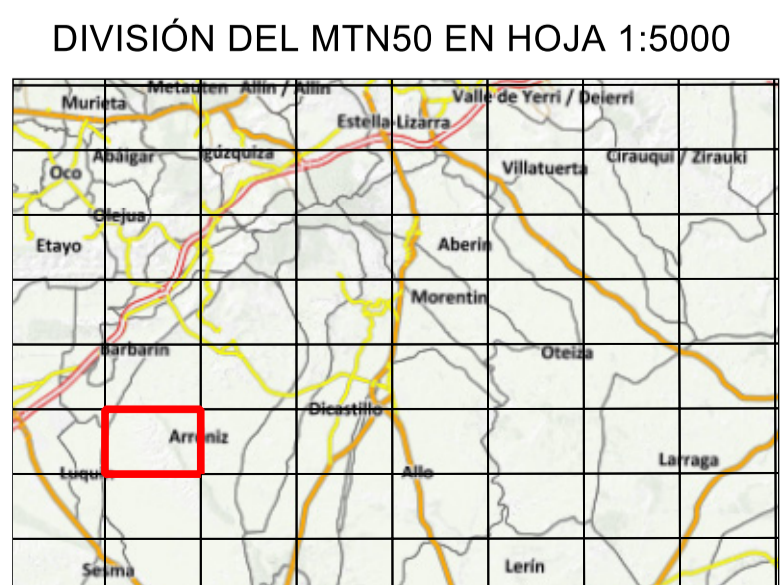 DIVISIÓN DEL MTN50 EN HOJA 1:5000
Metauten Allín / Allin
Murieta
Valle de Yerri / Deierri
Estella-Lizarra
Abáigar
Igúzquiza
Cirauqui / Zirauki
Oco
Villatuerta
Olejua
Etayo
Aberin
Morentin
Barbarin
Oteiza
Dicastillo
Arróniz
Larraga
Luquin
Allo
Lerín
Sesma